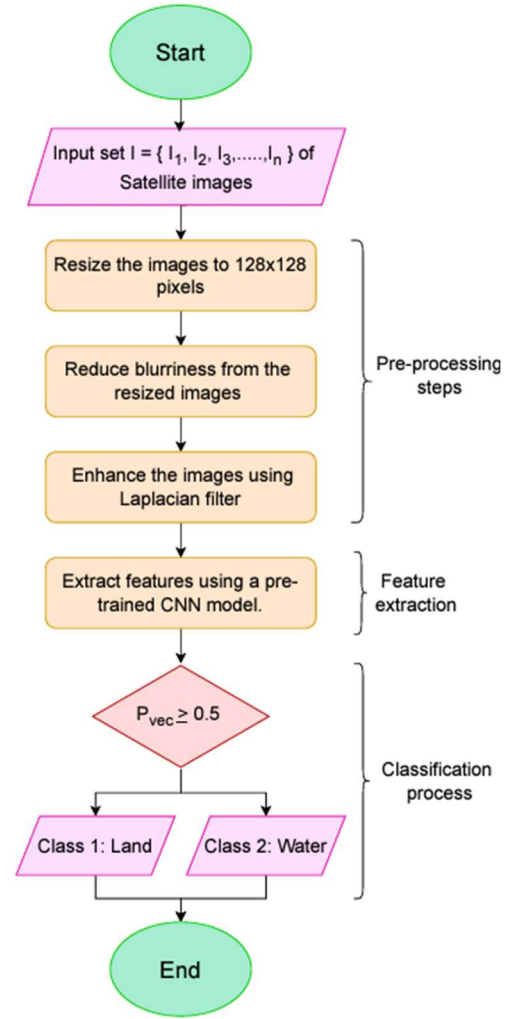 Start
Input set I = { I₁, I₂, I₃,.....,Iₙ } of
Satellite images
Resize the images to 128x128
pixels
Reduce blurriness from the
resized images
Enhance the images using
Laplacian filter
Pre-processing
steps
Extract features using a pre-
trained CNN model.
Feature
extraction
Pvec ≥ 0.5
Class 1: Land
Class 2: Water
Classification
process
End